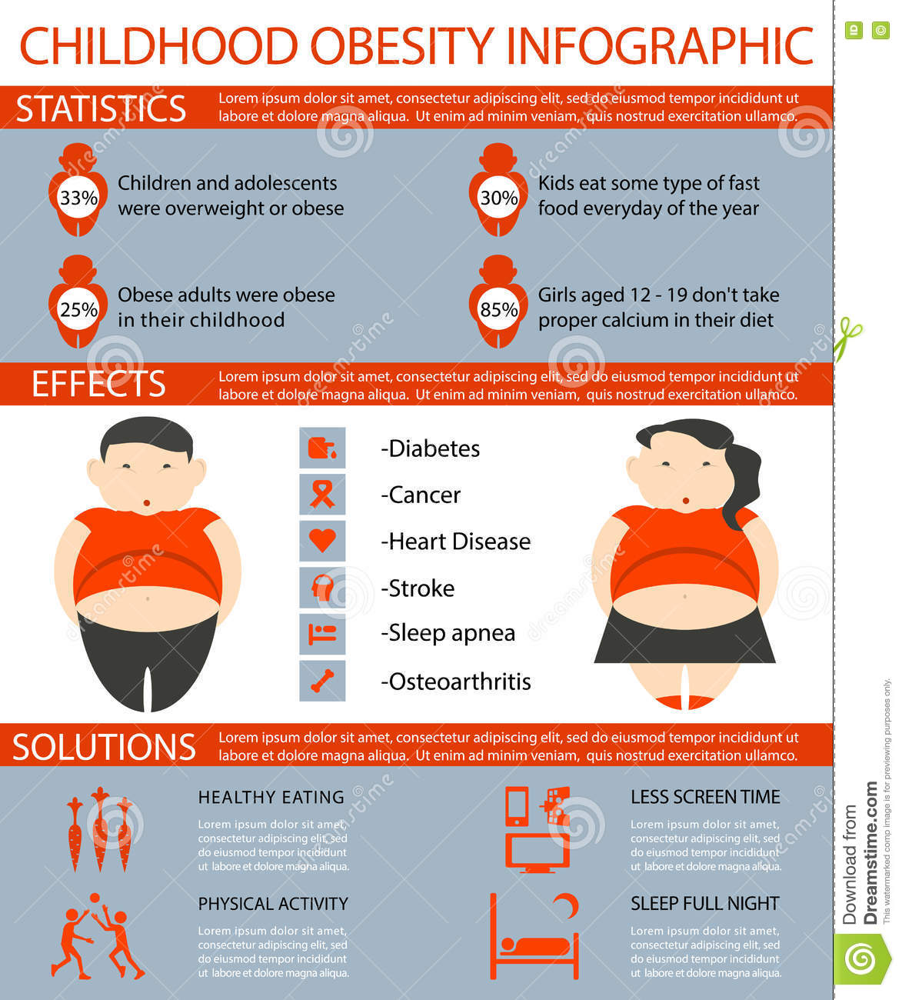 CHILDHOOD OBESITY INFOGRAPHIC
STATISTICS
Lorem ipsum dolor sit amet, consectetur adipiscing elit, sed do eiusmod tempor incididunt ut
labore et dolore magna aliqua. Ut enim ad minim veniam, quis nostrud exercitation ullamco.
33%
Children and adolescents
were overweight or obese
30%
Kids eat some type of fast
food everyday of the year
25%
Obese adults were obese
in their childhood
85%
Girls aged 12 - 19 don't take
proper calcium in their diet
EFFECTS
Lorem ipsum dolor sit amet, consectetur adipiscing elit, sed do eiusmod tempor incididunt ut
labore et dolore magna aliqua. Ut enim ad minim veniam, quis nostrud exercitation ullamco.
-Diabetes
-Cancer
-Heart Disease
-Stroke
-Sleep apnea
-Osteoarthritis
SOLUTIONS
Lorem ipsum dolor sit amet, consectetur adipiscing elit, sed do eiusmod tempor incididunt ut
labore et dolore magna aliqua. Ut enim ad minim veniam, quis nostrud exercitation ullamco.
HEALTHY EATING
Lorem ipsum dolor sit amet,
consectetur adipiscing elit, sed
do eiusmod tempor incididunt
ut labore et dolore magna aliqua.
LESS SCREEN TIME
Lorem ipsum dolor sit amet,
consectetur adipiscing elit, sed
do eiusmod tempor incididunt
ut labore et dolore magna aliqua.
PHYSICAL ACTIVITY
Lorem ipsum dolor sit amet,
consectetur adipiscing elit, sed
do eiusmod tempor incididunt
ut labore et dolore magna aliqua.
SLEEP FULL NIGHT
Lorem ipsum dolor sit amet,
consectetur adipiscing elit, sed
do eiusmod tempor incididunt
ut labore et dolore magna aliqua.
dreamstime
dreamstime
dreamstime
dreamstime
dreamstime
dreamstime
dreamstime
dreamstime
ID
©
Download from
Dreamstime.com
This watermarked comp image is for previewing purposes only.